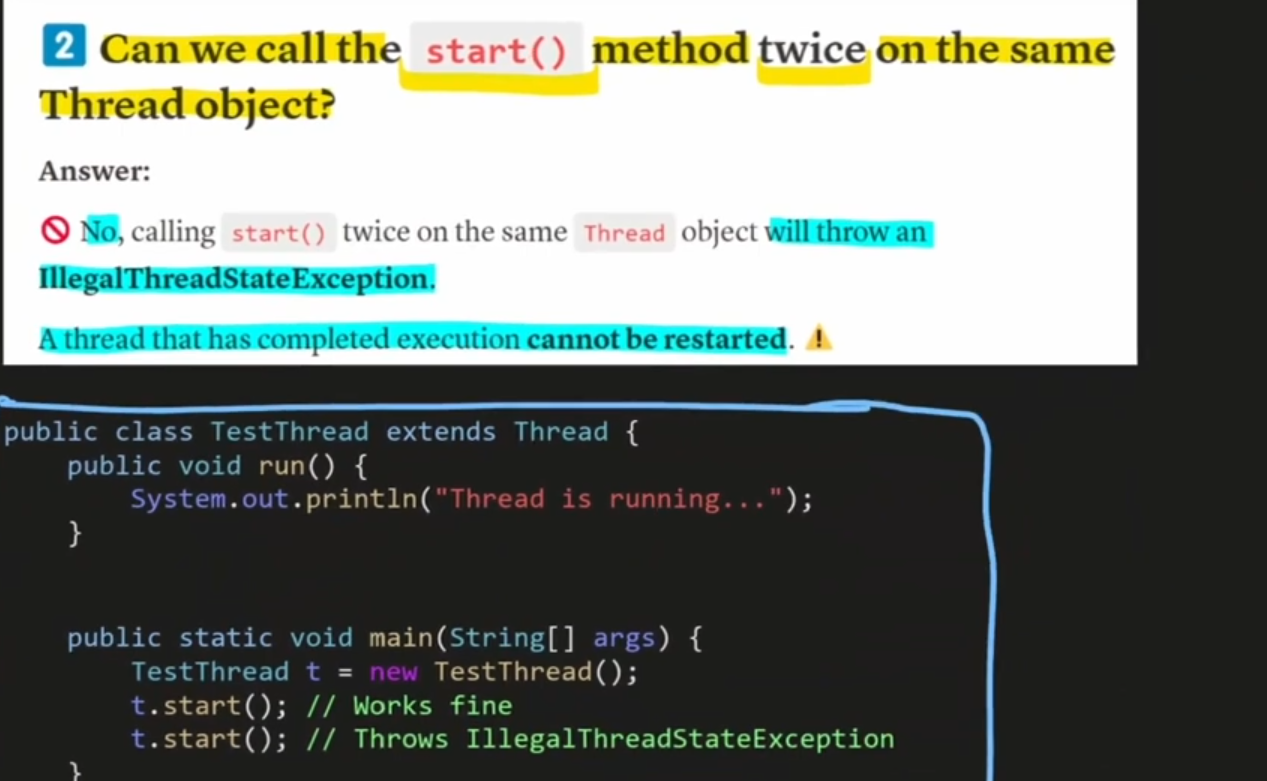 2 Can we call the start() method twice on the same
Thread object?
Answer:
🚫 No, calling start() twice on the same Thread object will throw an
IllegalThreadStateException.
A thread that has completed execution cannot be restarted. ⚠️
public class TestThread extends Thread {
    public void run() {
        System.out.println("Thread is running...");
    }
    public static void main(String[] args) {
        TestThread t = new TestThread();
        t.start(); // Works fine
        t.start(); // Throws IllegalThreadStateException
    }